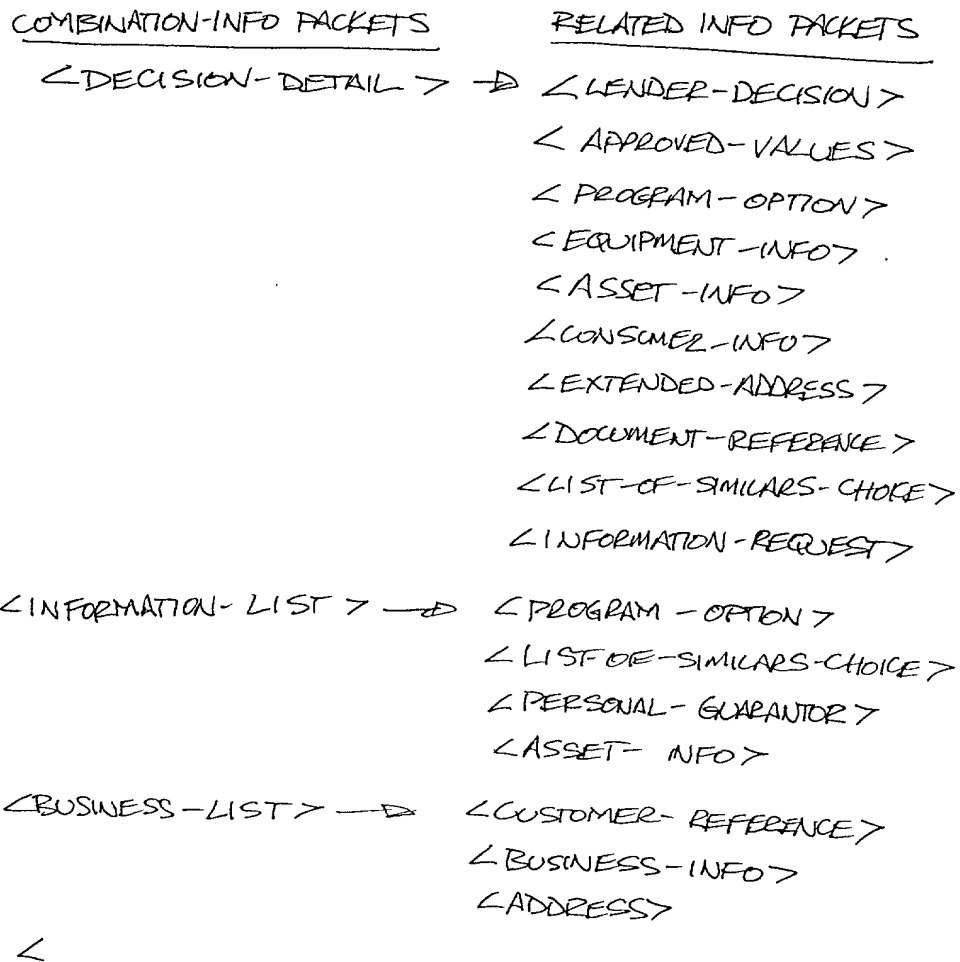 COMBINATION-INFO PACKETS RELATED INFO PACKETS
<DECISION-DETAIL> → <LENDER-DECISION>
<APPROVED-VALUES>
<PROGRAM-OPTION>
<EQUIPMENT-INFO>
<ASSET-INFO>
<CONSUMER-INFO>
<EXTENDED-ADDRESS>
<DOCUMENT-REFERENCE>
<LIST-OF-SIMILARS-CHOICE>
<INFORMATION-REQUEST>
<INFORMATION-LIST> → <PROGRAM-OPTION>
<LIST-OF-SIMILARS-CHOICE>
<PERSONAL-GUARANTOR>
<ASSET-INFO>
<BUSINESS-LIST> → <CUSTOMER-REFERENCE>
<BUSINESS-INFO>
<ADDRESS>
<